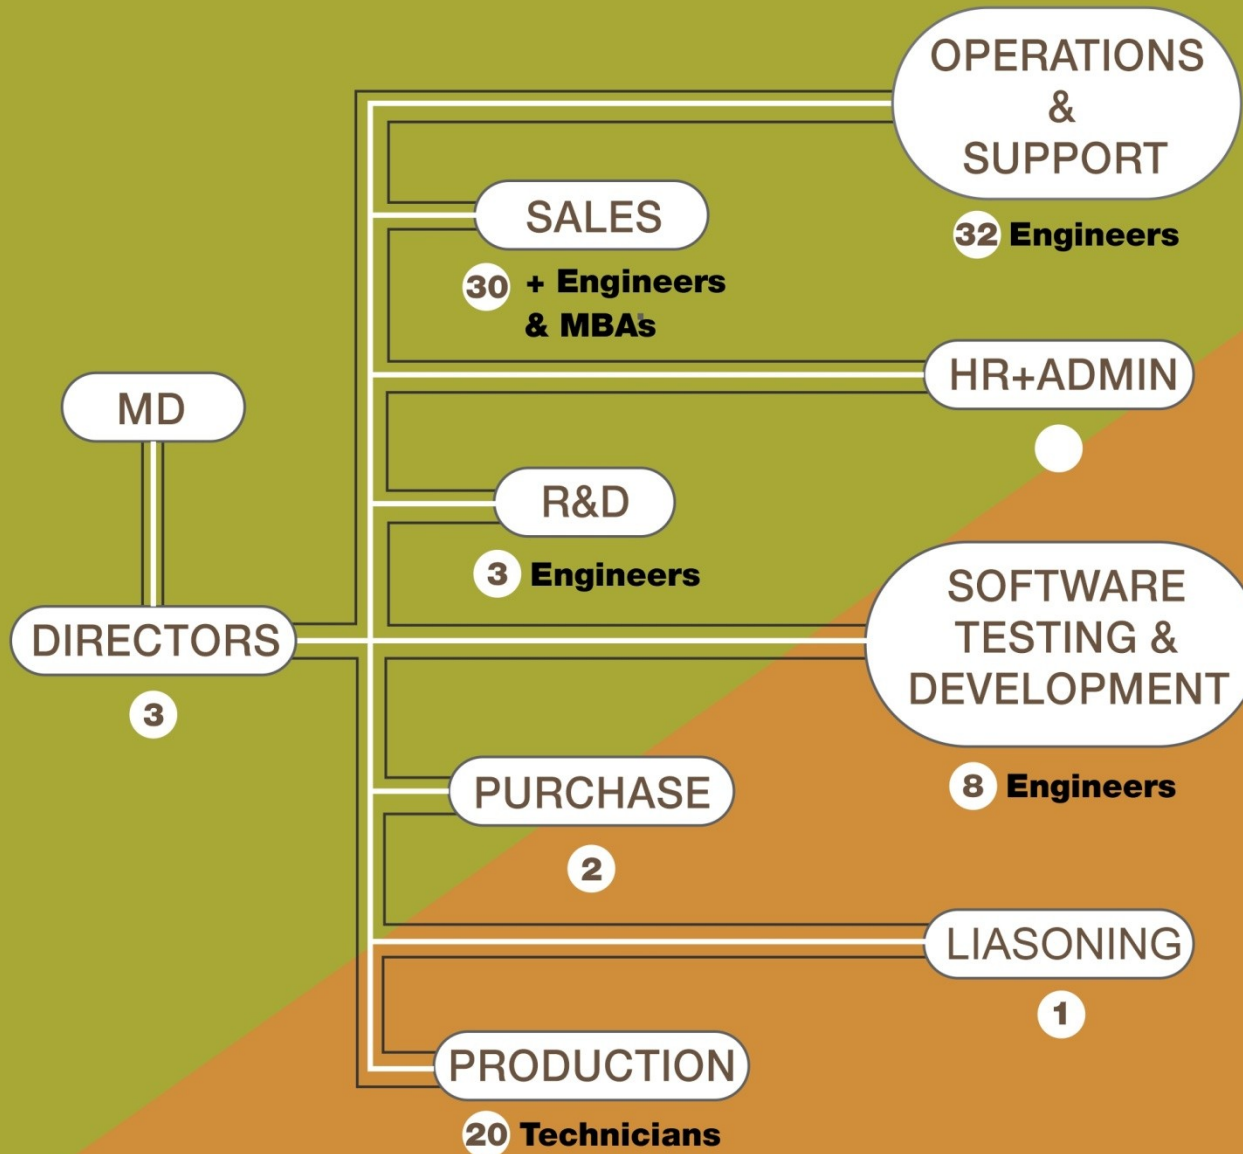 OPERATIONS
&
SUPPORT
32 Engineers
SALES
30 + Engineers
& MBA's
HR+ADMIN
MD
R&D
3 Engineers
SOFTWARE
TESTING &
DEVELOPMENT
8 Engineers
DIRECTORS
3
PURCHASE
2
LIASONING
1
PRODUCTION
20 Technicians